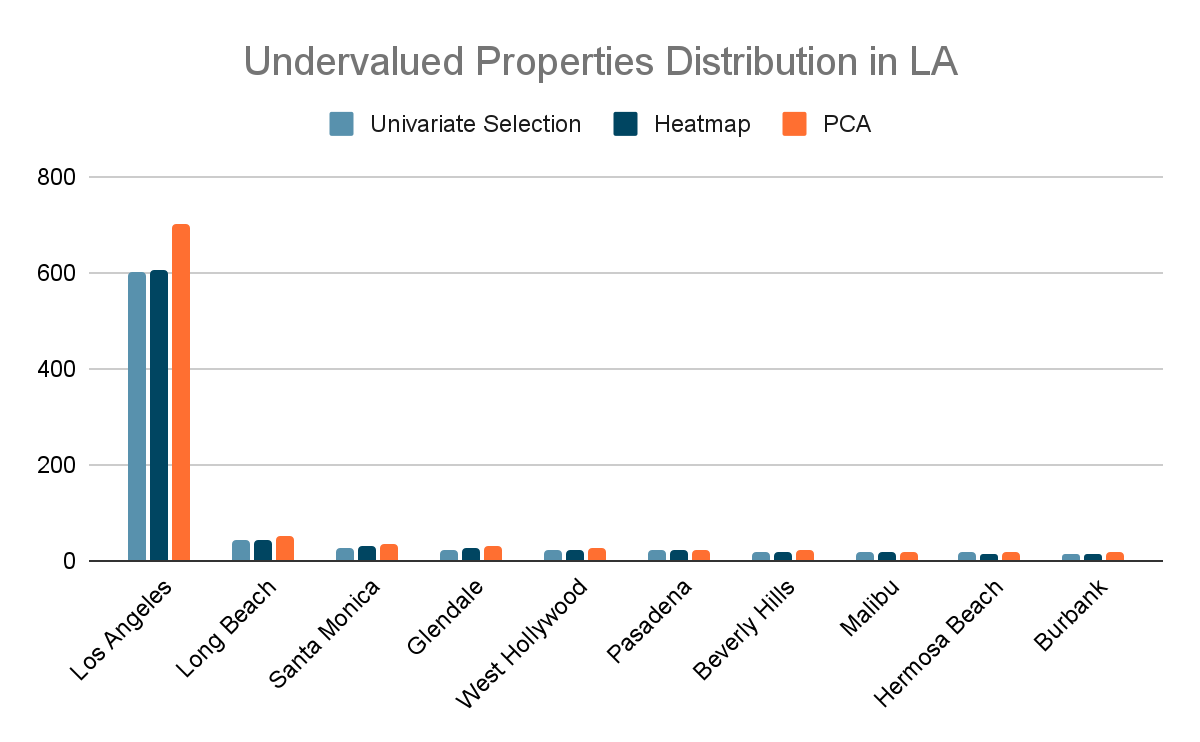 Undervalued Properties Distribution in LA
Univariate Selection Heatmap PCA
800
600
400
200
0
Los Angeles
Long Beach
Santa Monica
Glendale
West Hollywood
Pasadena
Beverly Hills
Malibu
Hermosa Beach
Burbank